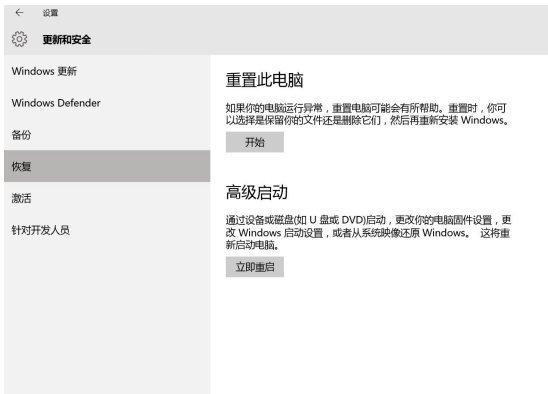 设置
更新和安全
Windows 更新
Windows Defender
备份
恢复
激活
针对开发人员
重置此电脑
如果你的电脑运行异常，重置电脑可能会有所帮助。重置时，你可
以选择是保留你的文件还是删除它们，然后再重新安装 Windows。
开始
高级启动
通过设备或磁盘(如 U 盘或 DVD)启动，更改你的电脑固件设置，更
改 Windows 启动设置，或者从系统映像还原 Windows。 这将重
新启动电脑。
立即重启